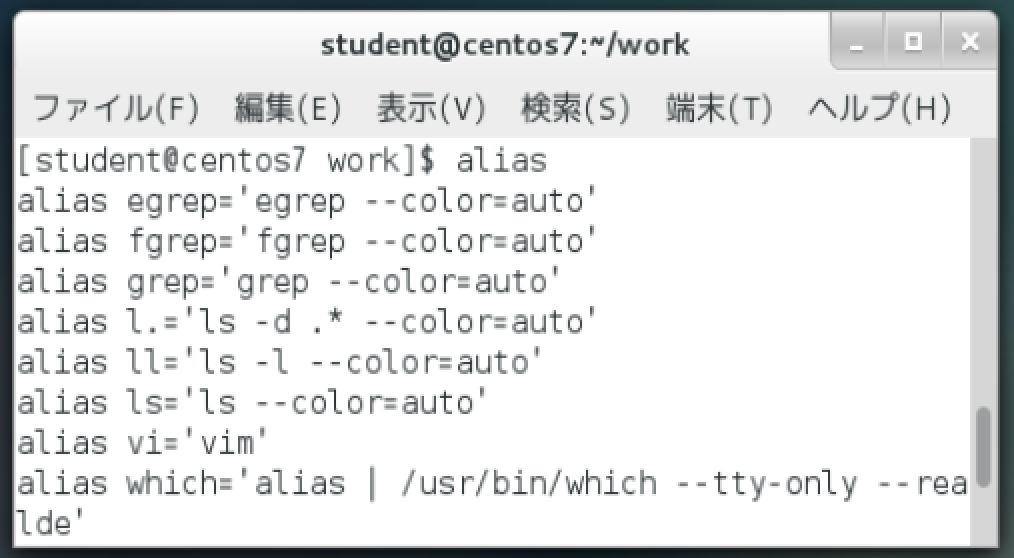 student@centos7:~/work
ファイル(F) 編集(E) 表示(V) 検索(S) 端末(T) ヘルプ(H)
[student@centos7 work]$ alias
alias egrep='egrep --color=auto'
alias fgrep='fgrep --color=auto'
alias grep='grep --color=auto'
alias l.='ls -d .* --color=auto'
alias ll='ls -l --color=auto'
alias ls='ls --color=auto'
alias vi='vim'
alias which='alias | /usr/bin/which --tty-only --rea
lde'